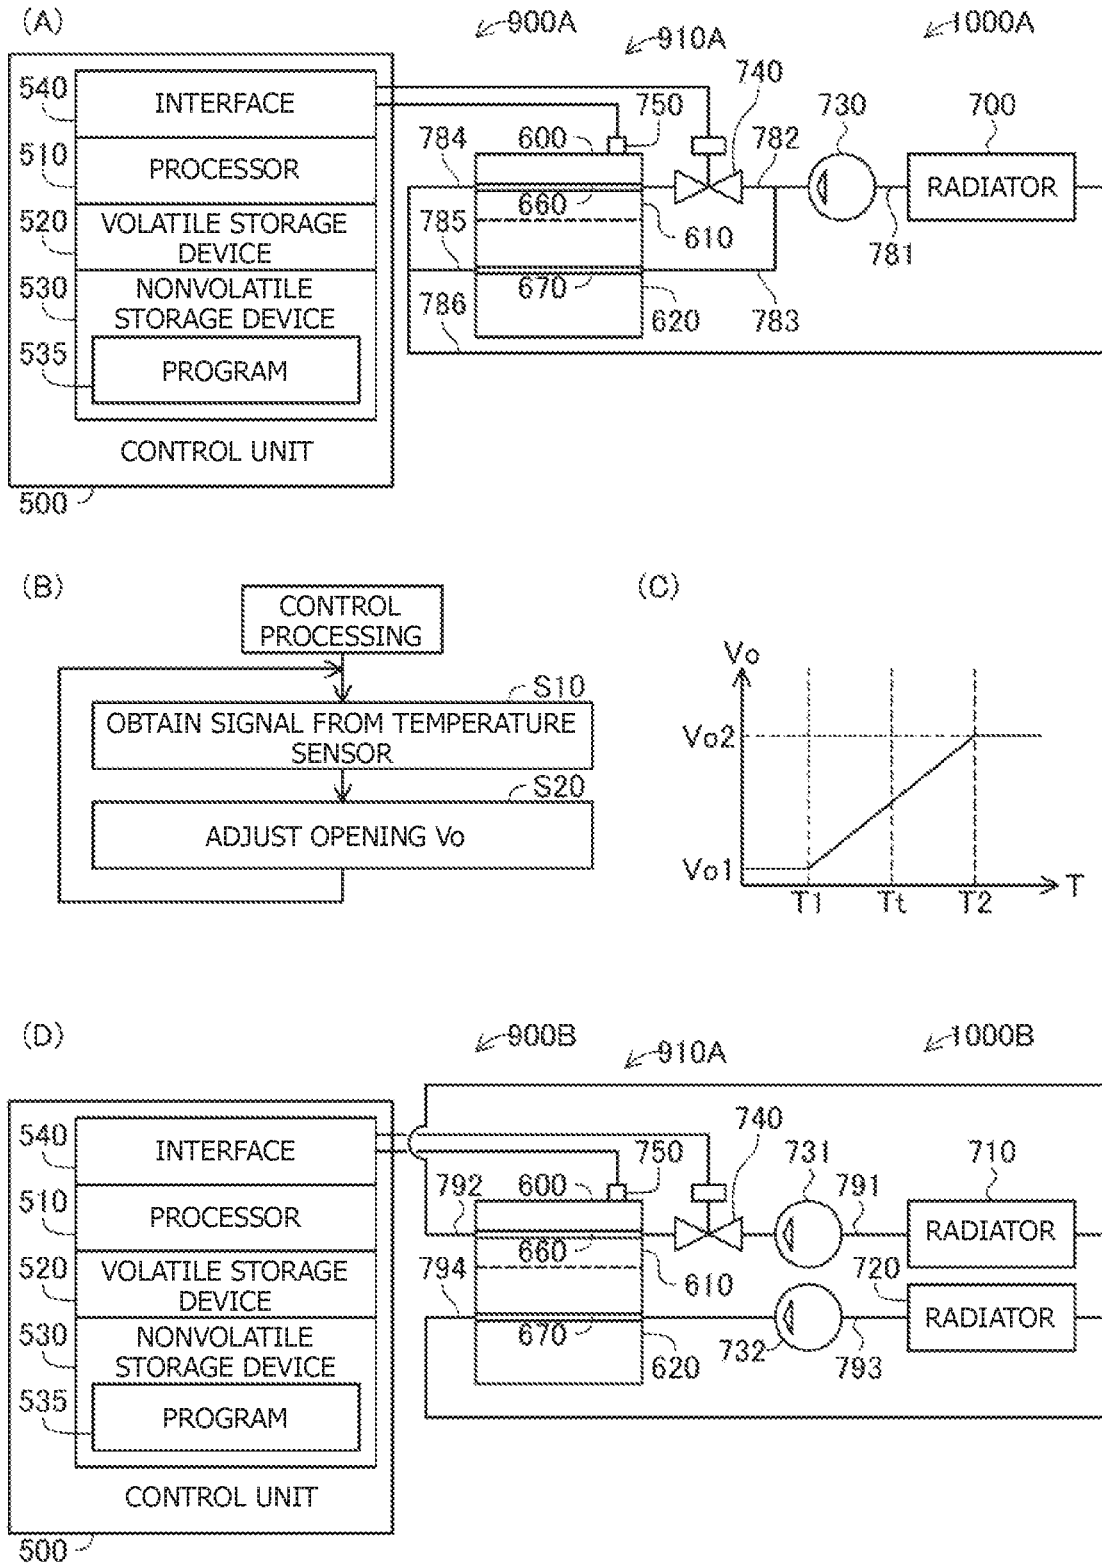 (A)
900A
910A
1000A
540
INTERFACE
510
PROCESSOR
520
VOLATILE STORAGE
DEVICE
530
NONVOLATILE
STORAGE DEVICE
535
PROGRAM
CONTROL UNIT
500
784
600
750
740
782
730
700
RADIATOR
660
785
610
781
670
786
620
783
(B)
CONTROL
PROCESSING
S10
OBTAIN SIGNAL FROM TEMPERATURE
SENSOR
S20
ADJUST OPENING Vo
(C)
Vo
Vo2
Vo1
T1
Tt
T2
T
(D)
900B
910A
1000B
540
INTERFACE
510
PROCESSOR
520
VOLATILE STORAGE
DEVICE
530
NONVOLATILE
STORAGE DEVICE
535
PROGRAM
CONTROL UNIT
500
792
600
750
740
731
791
710
RADIATOR
660
794
610
720
RADIATOR
670
620
732
793